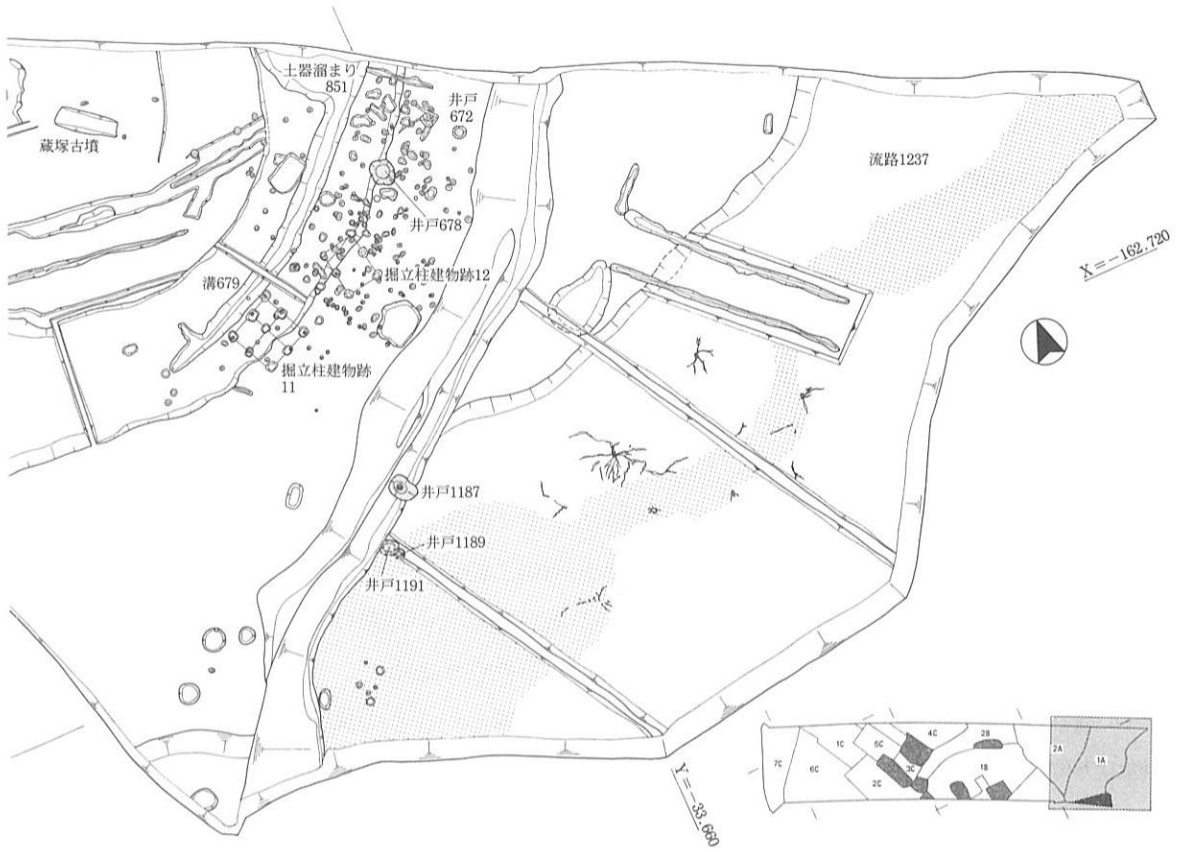 土器溜まり
851
井戸
672
蔵塚古墳
流路1237
井戸678
X=-162.720
溝679
掘立柱建物跡12
掘立柱建物跡
11
井戸1187
井戸1189
井戸1191
Y=-33.660
7C
6C
1C
5C
2C
3C
4C
2B
1B
2A
1A